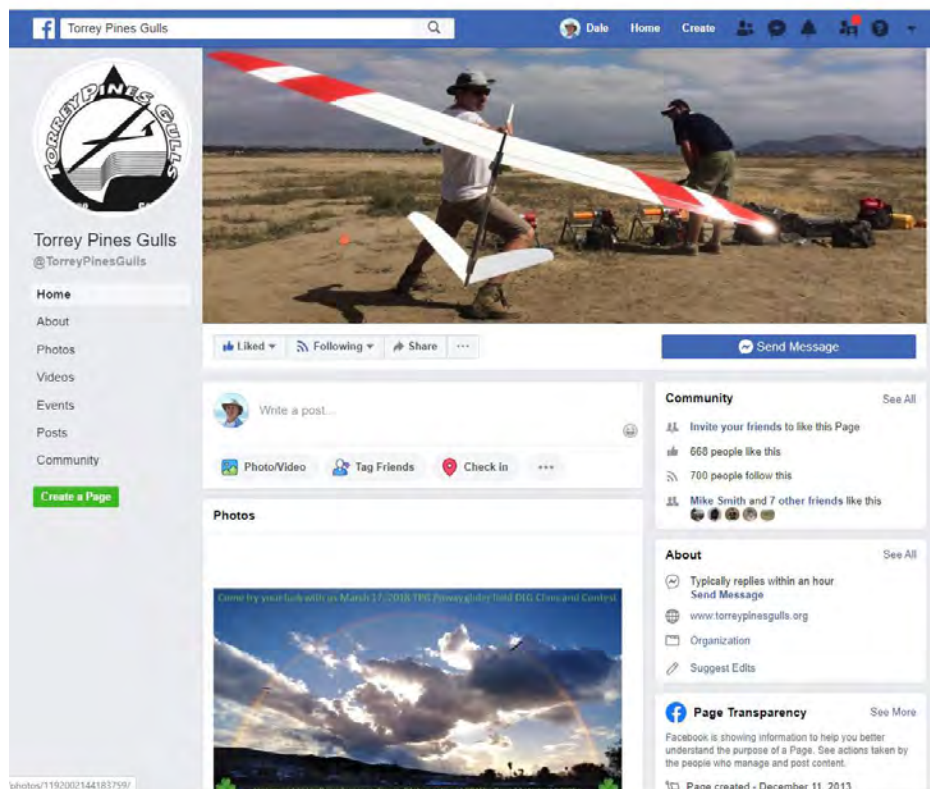 Torrey Pines Gulls
Dale Home Create
TORREY PINES GULLS
Torrey Pines Gulls
@TorreyPinesGulls
Home
About
Photos
Videos
Events
Posts
Community
Create a Page
Liked Following Share ...
Send Message
Write a post...
Photo/Video Tag Friends Check in ...
Photos
Come try your luck with us March 17, 2018 TPG Poway glider field DLG Class and Contest
Community See All
Invite your friends to like this Page
668 people like this
700 people follow this
Mike Smith and 7 other friends like this
About See All
Typically replies within an hour
Send Message
www.torreypinesgulls.org
Organization
Suggest Edits
Page Transparency See More
Facebook is showing information to help you better
understand the purpose of a Page. See actions taken by
the people who manage and post content.
Page created - December 11, 2013
photos/1192002144183759/